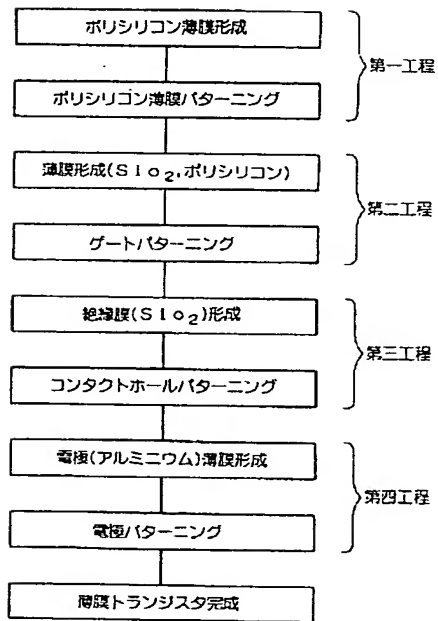 ポリシリコン薄膜形成
ポリシリコン薄膜パターニング
第一工程
薄膜形成(SIO₂,ポリシリコン)
ゲートパターニング
第二工程
絶縁膜(SIO₂)形成
コンタクトホールパターニング
第三工程
電極(アルミニウム)薄膜形成
電極パターニング
第四工程
薄膜トランジスタ完成